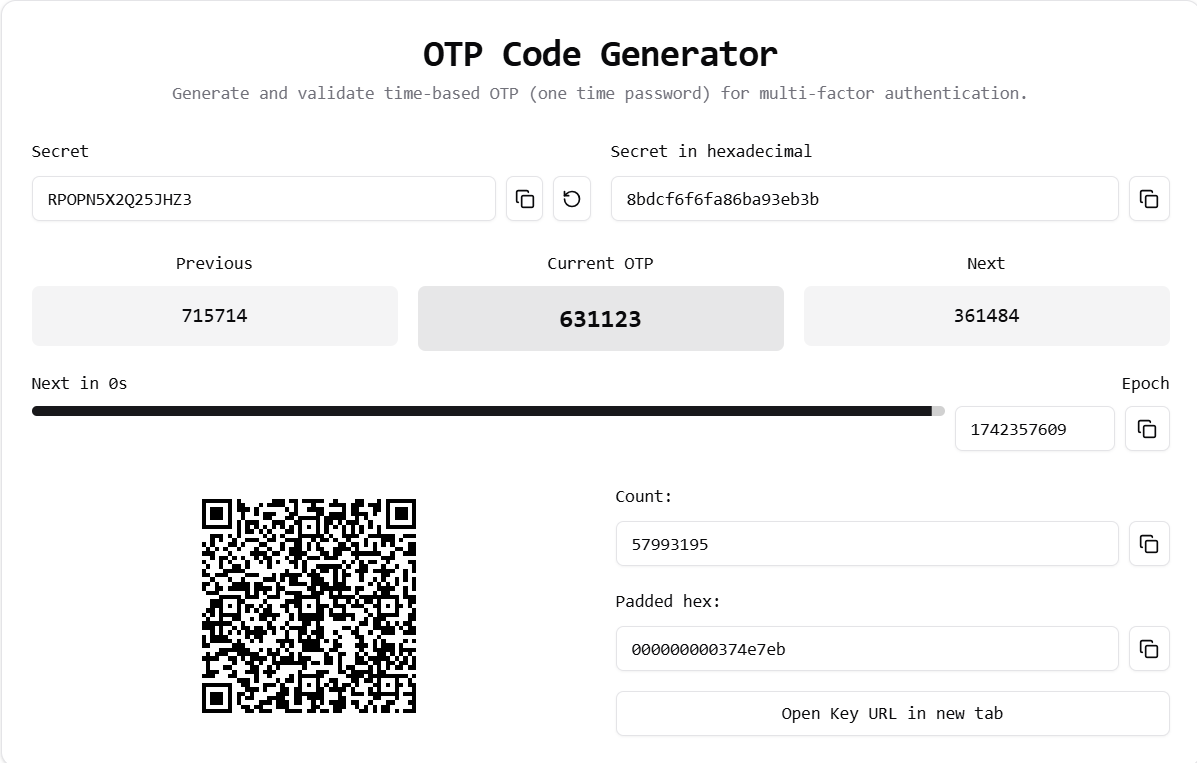 OTP Code Generator
Generate and validate time-based OTP (one time password) for multi-factor authentication.
Secret
Secret in hexadecimal
RPOPN5X2Q25JHZ3
8bdcf6f6fa86ba93eb3b
Previous
Current OTP
Next
715714
631123
361484
Next in 0s
Epoch
1742357609
Count:
57993195
Padded hex:
000000000374e7eb
Open Key URL in new tab